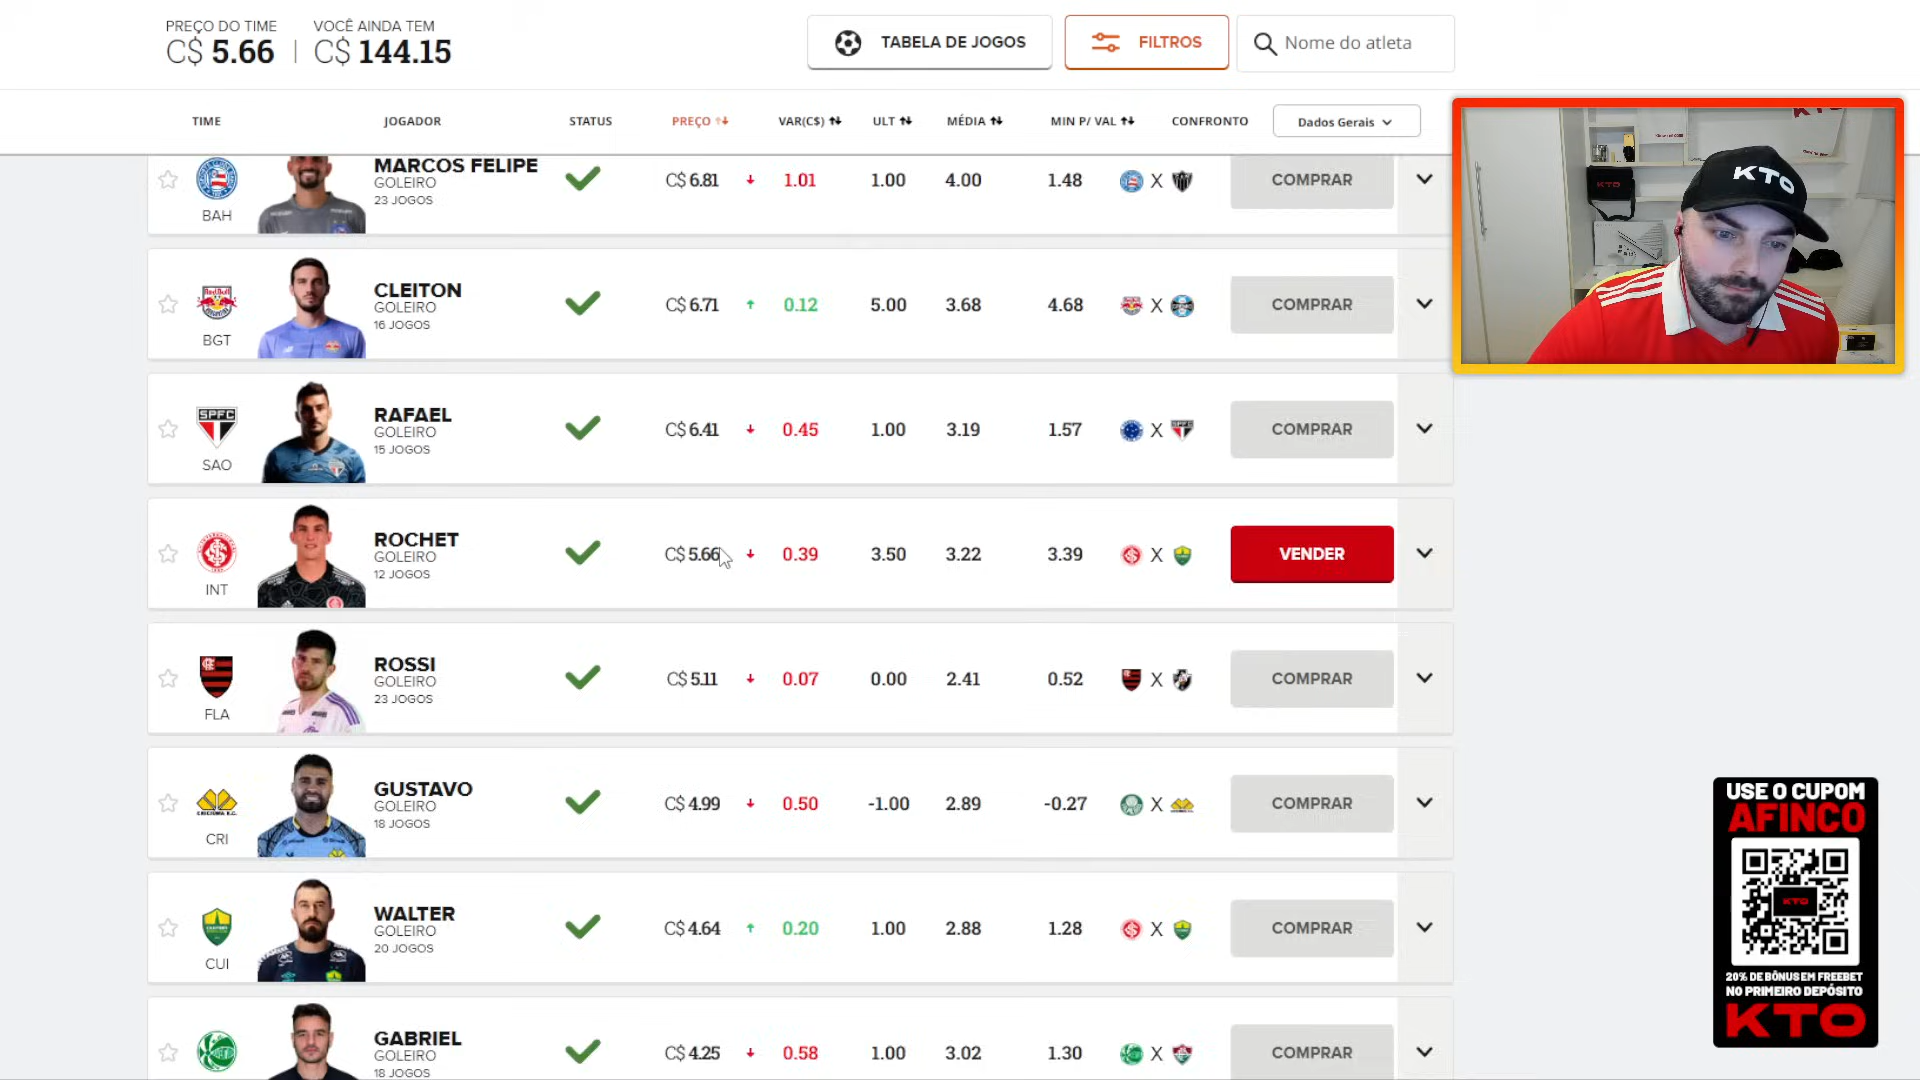 PREÇO DO TIME
C$ 5.66
VOCÊ AINDA TEM
C$ 144.15
TABELA DE JOGOS
FILTROS
Nome do atleta
TIME JOGADOR STATUS PREÇO VAR(C$) ULT MÉDIA MIN P/ VAL CONFRONTO Dados Gerais
BAH
MARCOS FELIPE
GOLEIRO
23 JOGOS
C$ 6.81 1.01 1.00 4.00 1.48 X COMPRAR
BGT
CLEITON
GOLEIRO
16 JOGOS
C$ 6.71 0.12 5.00 3.68 4.68 X COMPRAR
SPFC
SAO
RAFAEL
GOLEIRO
15 JOGOS
C$ 6.41 0.45 1.00 3.19 1.57 X COMPRAR
INT
ROCHET
GOLEIRO
12 JOGOS
C$ 5.66 0.39 3.50 3.22 3.39 X VENDER
FLA
ROSSI
GOLEIRO
23 JOGOS
C$ 5.11 0.07 0.00 2.41 0.52 X COMPRAR
CRI
GUSTAVO
GOLEIRO
18 JOGOS
C$ 4.99 0.50 -1.00 2.89 -0.27 X COMPRAR
CUI
WALTER
GOLEIRO
20 JOGOS
C$ 4.64 0.20 1.00 2.88 1.28 X COMPRAR
GABRIEL
GOLEIRO
18 JOGOS
C$ 4.25 0.58 1.00 3.02 1.30 X COMPRAR
KTO
KTO
USE O CUPOM
AFINCO
KTO
20% DE BÔNUS EM FREEBET
NO PRIMEIRO DEPÓSITO
KTO